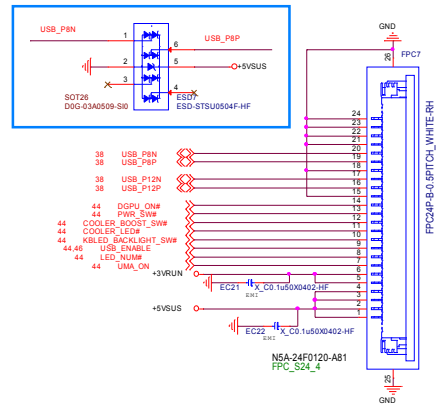 USB_P8N
1
6
USB_P8P
2
5
+5VSUS
3
4
SOT26
ESD7
D0G-03A0509-SI0
ESD-STSU0504F-HF
GND
26
FPC7
24
23
22
21
38 USB_P8N 20
38 USB_P8P 19
18
38 USB_P12N 17
38 USB_P12P 16
15
44 DGPU_ON# 14
44 PWR_SW# 13
44 COOLER_BOOST_SW# 12
44 COOLER_LED# 11
44 KBLED_BACKLIGHT_SW# 10
44,46 USB_ENABLE 9
44 LED_NUM# 8
44 UMA_ON 7
+3VRUN 6
5
EC21 X_C0.1u50X0402-HF 4
EMI
3
+5VSUS 2
1
EC22 X_C0.1u50X0402-HF
EMI
FPC24P-B-0.5PITCH_WHITE-RH
N5A-24F0120-A81
FPC_S24_4
25
GND